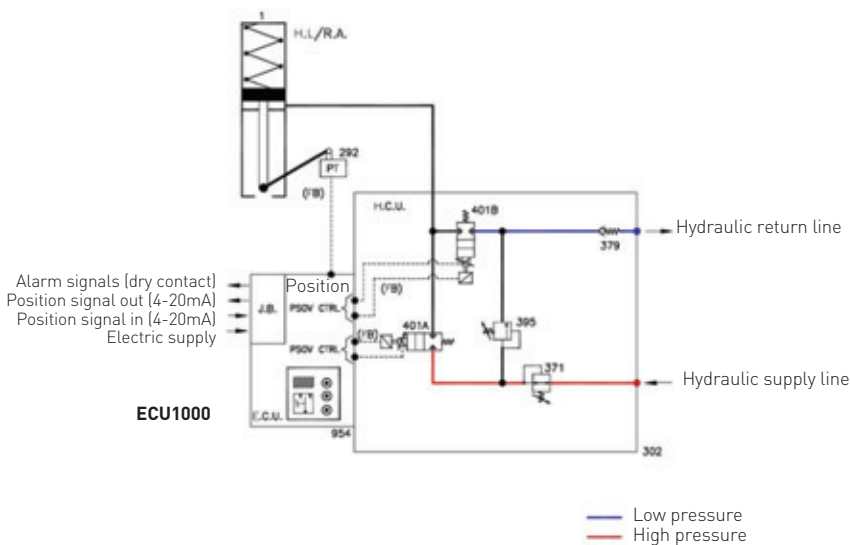 1
H.L/R.A.
292
PT
(FB)
H.C.U.
401B
Hydraulic return line
379
Alarm signals (dry contact)
Position signal out (4-20mA)
Position signal in (4-20mA)
Electric supply
J.B.
Position
PSOV CTRL
(FB)
PSOV CTRL
(FB)
401A
395
371
Hydraulic supply line
ECU1000
E.C.U.
954
302
Low pressure
High pressure